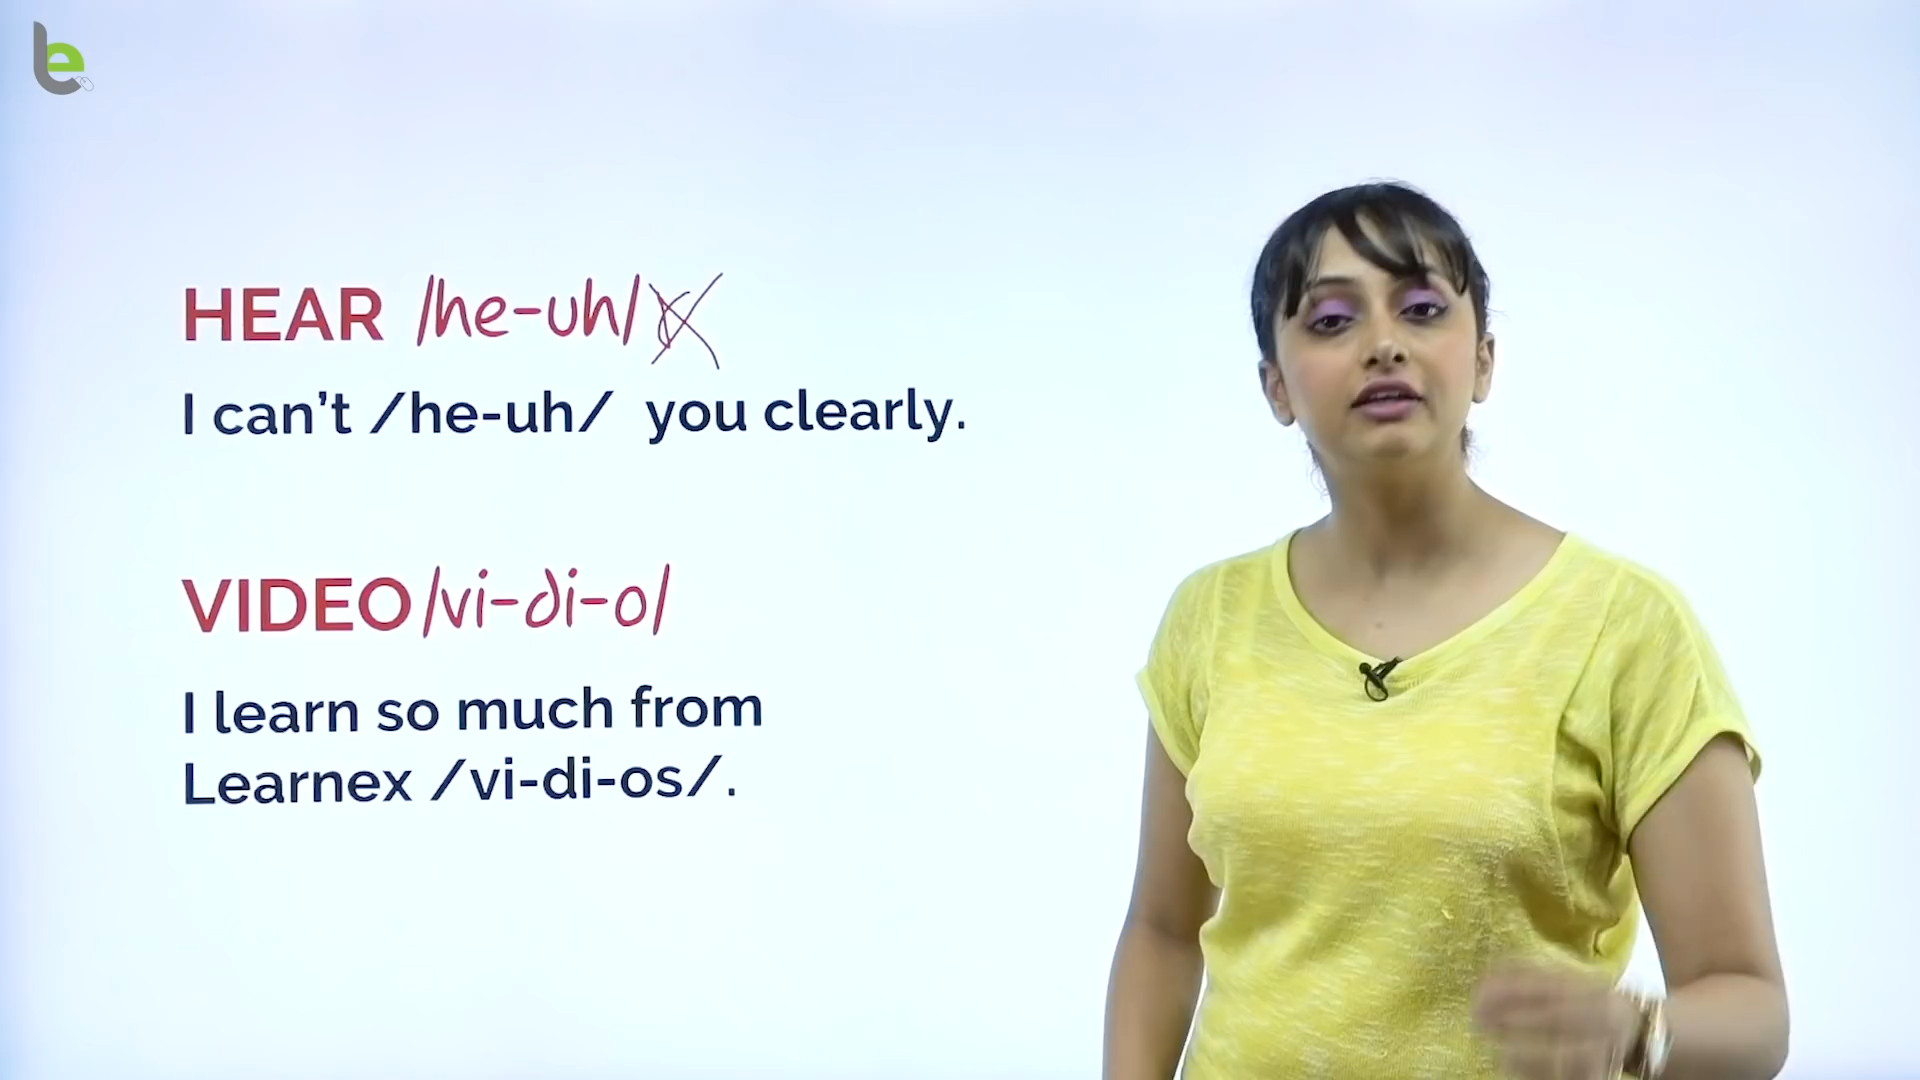 HEAR /he-uh/
I can't /he-uh/ you clearly.
VIDEO /vi-di-o/
I learn so much from
Learnex /vi-di-os/.